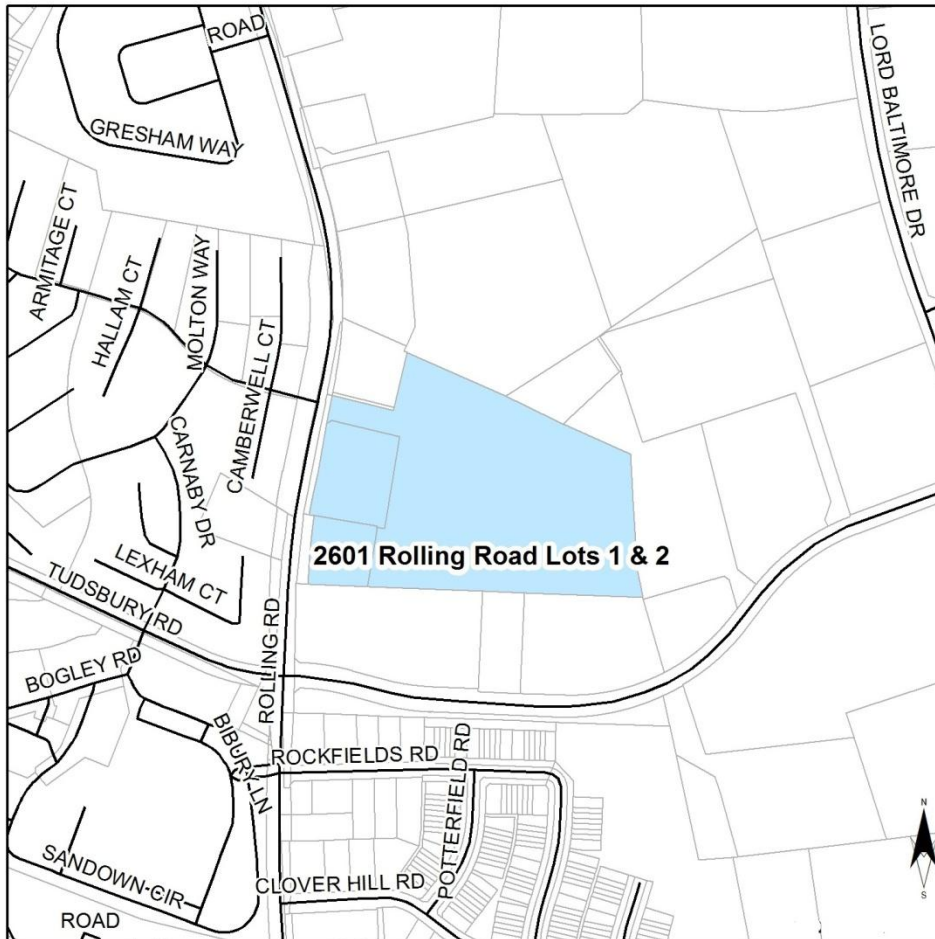 ROAD
LORD BALTIMORE DR
GRESHAM WAY
ARMITAGE CT
HALLAM CT
MOLTON WAY
CAMBERWELL CT
CARNABY DR
LEXHAM CT
2601 Rolling Road Lots 1 & 2
TUDSBURY RD
ROLLING RD
BOGLEY RD
BIBURY LN
ROCKFIELDS RD
POTTERFIELD RD
SANDOWN CIR
CLOVER HILL RD
ROAD
N
S